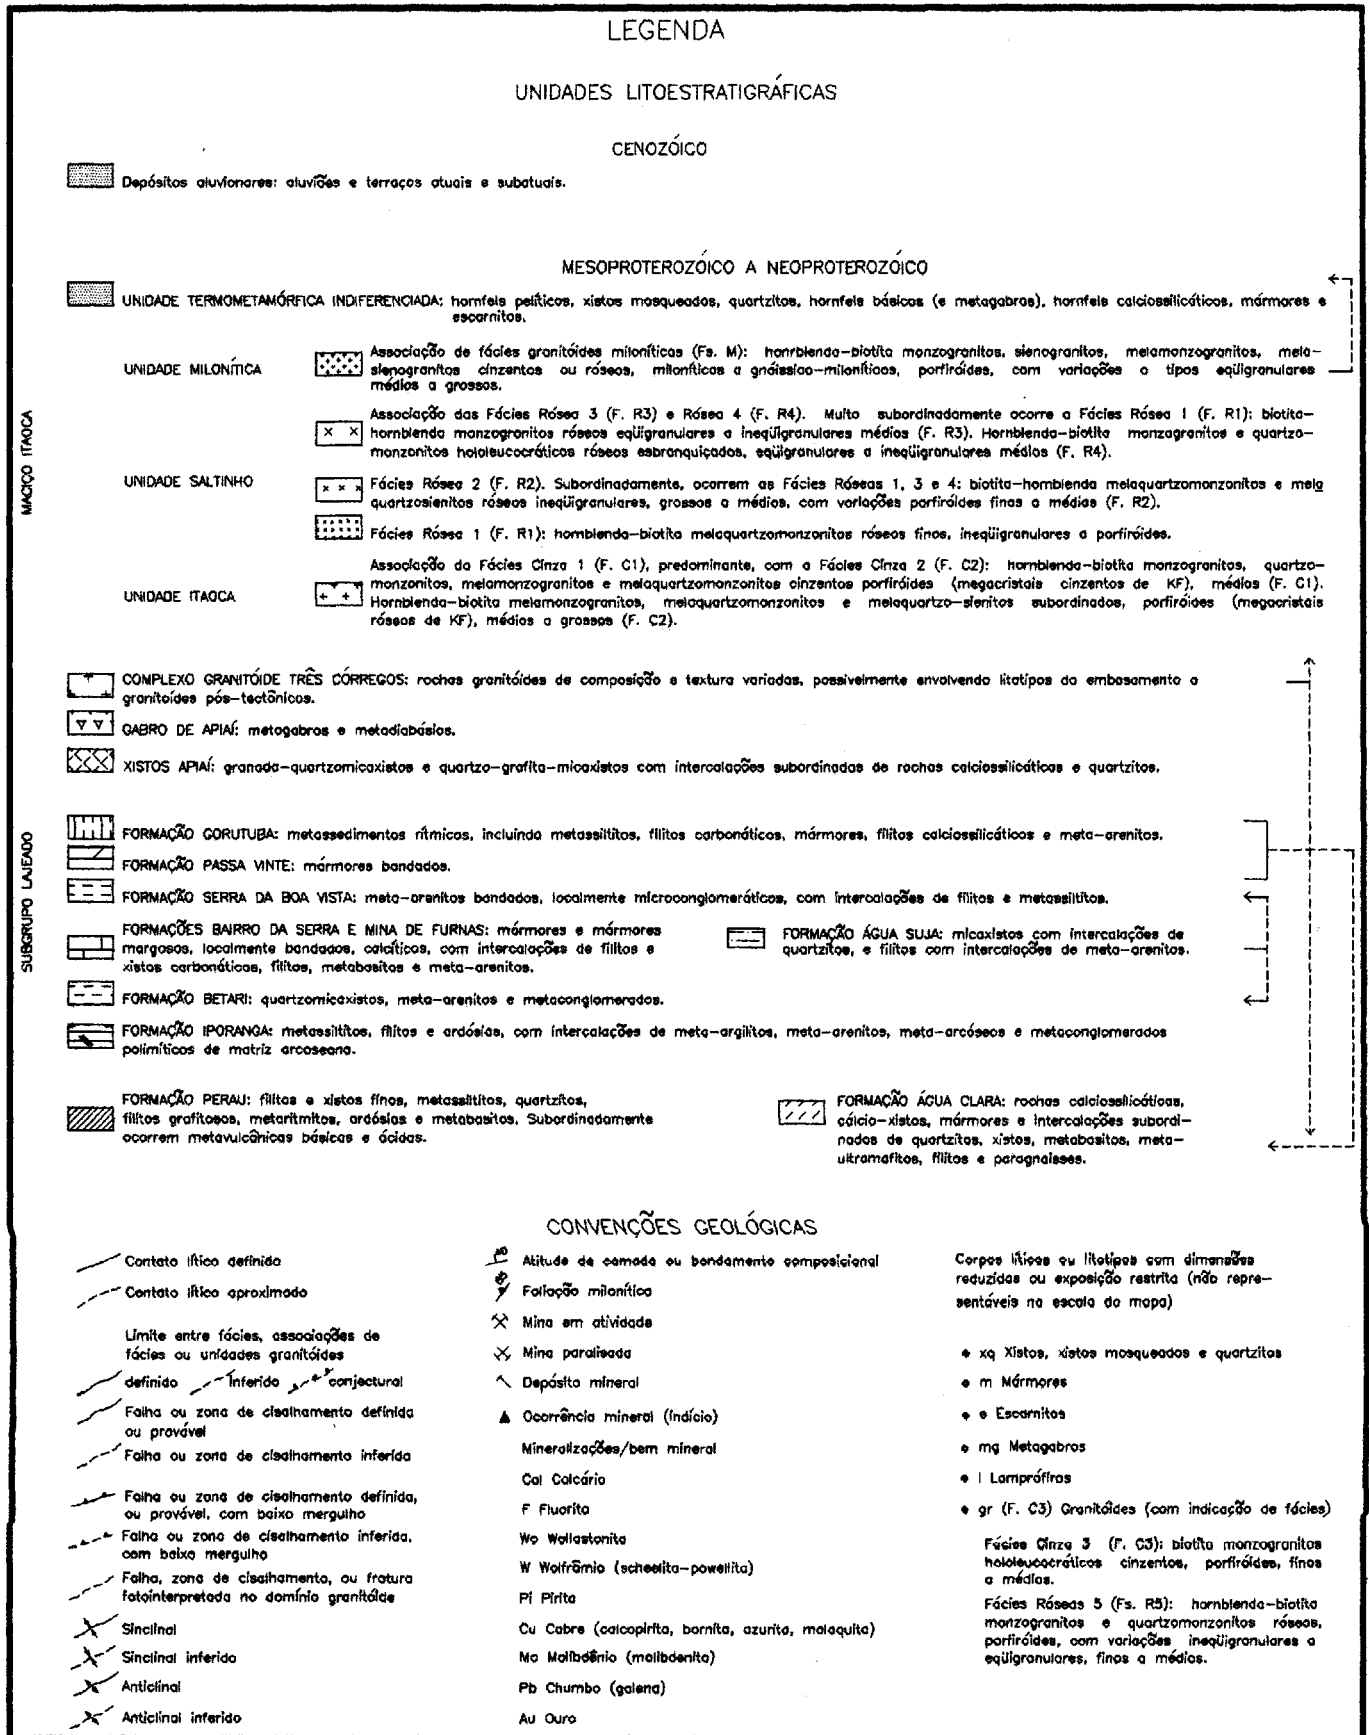 LEGENDA
UNIDADES LITOESTRATIGRÁFICAS
CENOZÓICO
Depósitos aluvionares: aluviões e terraços atuais e subatuais.
MESOPROTEROZÓICO A NEOPROTEROZÓICO
UNIDADE TERMOMETAMÓRFICA INDIFERENCIADA: hornfels pelíticos, xistos mosqueados, quartzitos, hornfels básicos (e metagabros), hornfels calciossilicáticos, mármores e
escarnitos.
MACIÇO ITAOCA
UNIDADE MILONÍTICA
Associação de fácies granitóides miloníticas (Fs. M): honrblenda-biotita monzogranitos, sienogranitos, melamonzogranitos, mela-
sienogranitos cinzentos ou róseos, miloníticos a gnáissico-miloníticos, porfiróides, com variações a tipos eqüigranulares
médios a grossos.
UNIDADE SALTINHO
Associação das Fácies Rósea 3 (F. R3) e Rósea 4 (F. R4). Muito subordinadamente ocorre a Fácies Rósea 1 (F. R1): biotita-
hornblenda monzogranitos róseos eqüigranulares a ineqüigranulares médios (F. R3). Hornblenda-biotita monzagranitos e quartzo-
monzonitos hololeucocráticos róseos esbranquiçados, eqüigranulares a ineqüigranulares médios (F. R4).
Fácies Rósea 2 (F. R2). Subordinadamente, ocorrem as Fácies Róseas 1, 3 e 4: biotita-hornblenda melaquartzomonzonitos e mela
quartzosienitos róseos ineqüigranulares, grossos a médios, com variações porfiróides finas a médias (F. R2).
Fácies Rósea 1 (F. R1): hornblenda-biotita melaquartzomonzonitos róseos finos, ineqüigranulares a porfiróides.
UNIDADE ITAOCA
Associação da Fácies Cinza 1 (F. C1), predominante, com a Fácies Cinza 2 (F. C2): hornblenda-biotita monzogranitos, quartzo-
monzonitos, melamonzogranitos e melaquartzomonzonitos cinzentos porfiróides (megacristais cinzentos de KF), médios (F. C1).
Hornblenda-biotita melamonzogranitos, melaquartzomonzonitos e melaquartzo-sienitos subordinados, porfiróides (megacristais
róseos de KF), médios a grossos (F. C2).
COMPLEXO GRANITÓIDE TRÊS CÓRREGOS: rochas granitóides de composição e textura variadas, possivelmente envolvendo litotipos do embasamento a
granitoídes pós-tectônicos.
GABRO DE APIAÍ: metagabros e metadiabásios.
XISTOS APIAÍ: granada-quartzomicaxistos e quartzo-grafita-micaxistos com intercalações subordinadas de rochas calciossilicáticas e quartzitos.
SUBGRUPO LAJEADO
FORMAÇÃO GORUTUBA: metassedimentos rítmicos, incluindo metassiltitos, filitos carbonáticos, mármores, filitos calciossilicáticos e meta-arenitos.
FORMAÇÃO PASSA VINTE: mármores bandados.
FORMAÇÃO SERRA DA BOA VISTA: meta-arenitos bandados, localmente microconglomeráticos, com intercalações de filitos e metassiltitos.
FORMAÇÕES BAIRRO DA SERRA E MINA DE FURNAS: mármores e mármores
margosos, localmente bandados, calcíticos, com intercalações de filitos e
xistos carbonáticos, filitos, metabasitos e meta-arenitos.
FORMAÇÃO ÁGUA SUJA: micaxistos com intercalações de
quartzitos, e filitos com intercalações de meta-arenitos.
FORMAÇÃO BETARI: quartzomicaxistos, meta-arenitos e metaconglomerados.
FORMAÇÃO IPORANGA: metassiltitos, filitos e ardósias, com intercalações de meta-argilitos, meta-arenitos, meta-arcóseos e metaconglomerados
polimíticos de matriz arcoseana.
FORMAÇÃO PERAU: filitos e xistos finos, metassiltitos, quartzitos,
filitos grafitosos, metaritmitos, ardósias e metabasitos. Subordinadamente
ocorrem metavulcânicas básicas e ácidas.
FORMAÇÃO ÁGUA CLARA: rochas calciossilicáticas,
cálcio-xistos, mármores e intercalações subordi-
nadas de quartzitos, xistos, metabasitos, meta-
ultramafitos, filitos e paragnaisses.
CONVENÇÕES GEOLÓGICAS
Contato lítico definido
Contato lítico aproximado
Limite entre fácies, associações de
fácies ou unidades granitóides
definido inferido conjectural
Falha ou zona de cisalhamento definida
ou provável
Falha ou zona de cisalhamento inferida
Falha ou zona de cisalhamento definida,
ou provável, com baixo mergulho
Falha ou zona de cisalhamento inferida,
com baixo mergulho
Falha, zona de cisalhamento, ou fratura
fotointerpretada no domínio granitóide
Sinclinal
Sinclinal inferido
Anticlinal
Anticlinal inferido
Atitude de camada ou bandamento composicional
Foliação milonítica
Mina em atividade
Mina paralisada
Depósito mineral
Ocorrência mineral (indício)
Mineralizações/bem mineral
Cal Calcário
F Fluorita
Wo Wollastonita
W Wolfrâmio (scheelita-powellita)
Pi Pirita
Cu Cobre (calcopirita, bornita, azurita, malaquita)
Mo Molibdênio (molibdenita)
Pb Chumbo (galena)
Au Ouro
Corpos líticos ou litotipos com dimensões
reduzidas ou exposição restrita (não repre-
sentáveis na escala do mapa)
xq Xistos, xistos mosqueados e quartzitos
m Mármores
e Escarnitos
mg Metagabros
l Lamprófiros
gr (F. C3) Granitóides (com indicação de fácies)
Fácies Cinza 3 (F. C3): biotita monzogranitos
hololeucocráticos cinzentos, porfiróides, finos
a médios.
Fácies Róseas 5 (Fs. R5): hornblenda-biotita
monzogranitos e quartzomonzonitos róseos,
porfiróides, com variações ineqüigranulares a
eqüigranulares, finos a médios.